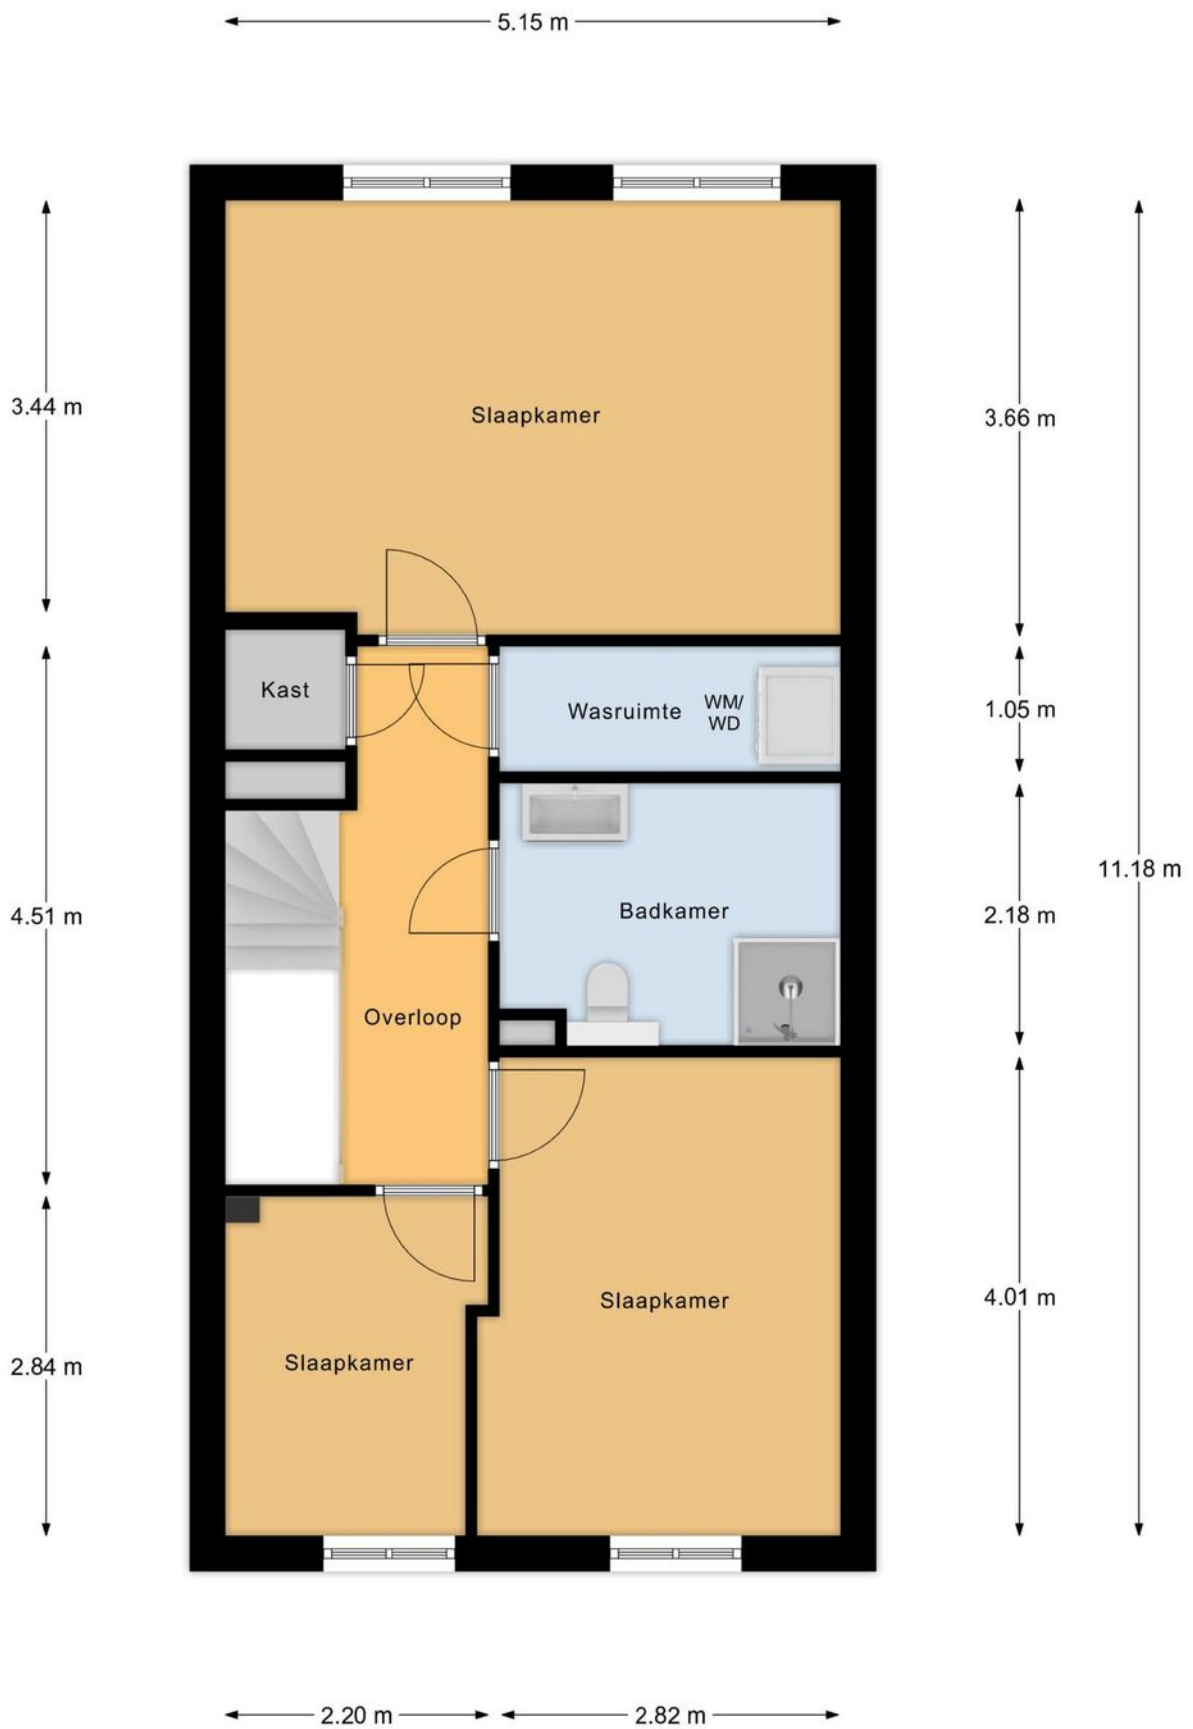 5.15 m
3.44 m
Slaapkamer
3.66 m
Kast
Wasruimte
WM/
WD
1.05 m
11.18 m
4.51 m
Badkamer
2.18 m
Overloop
4.01 m
Slaapkamer
Slaapkamer
2.84 m
2.20 m
2.82 m